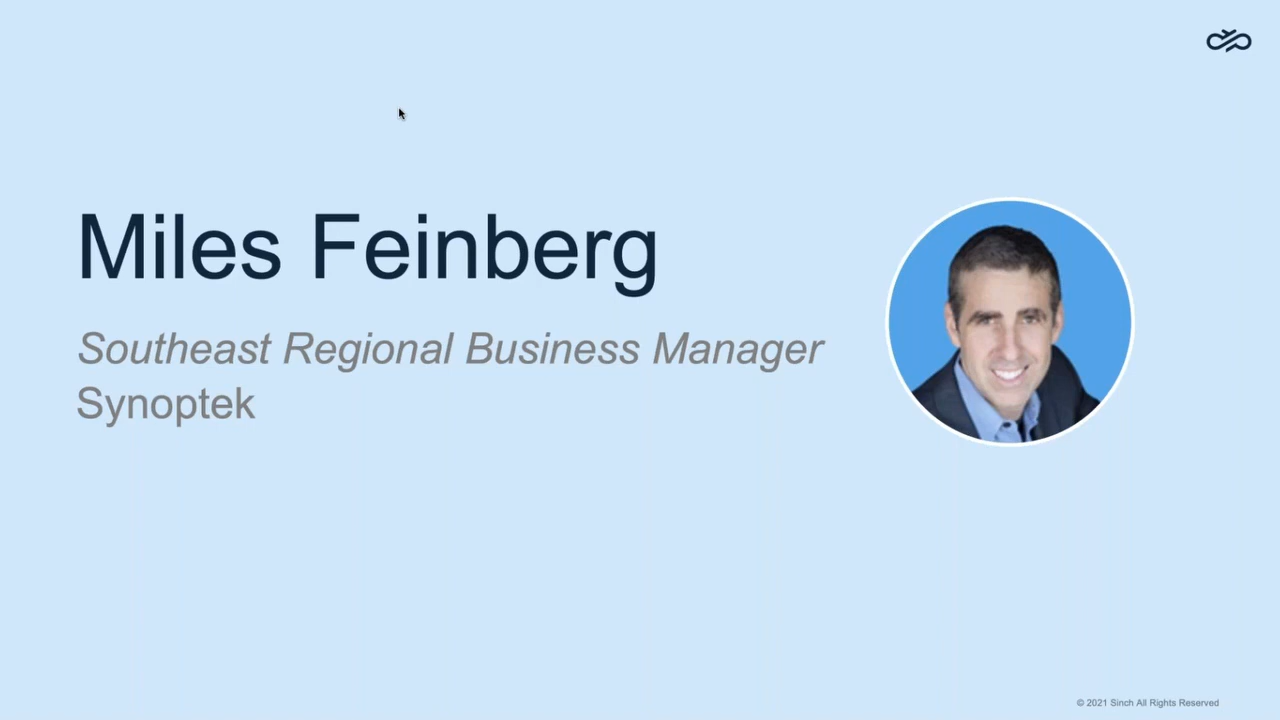 Miles Feinberg
Southeast Regional Business Manager
Synoptek
© 2021 Sinch All Rights Reserved